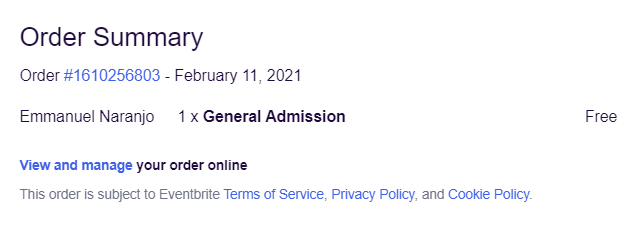 Order Summary
Order #1610256803 - February 11, 2021
Emmanuel Naranjo 1 x General Admission Free
View and manage your order online
This order is subject to Eventbrite Terms of Service, Privacy Policy, and Cookie Policy.